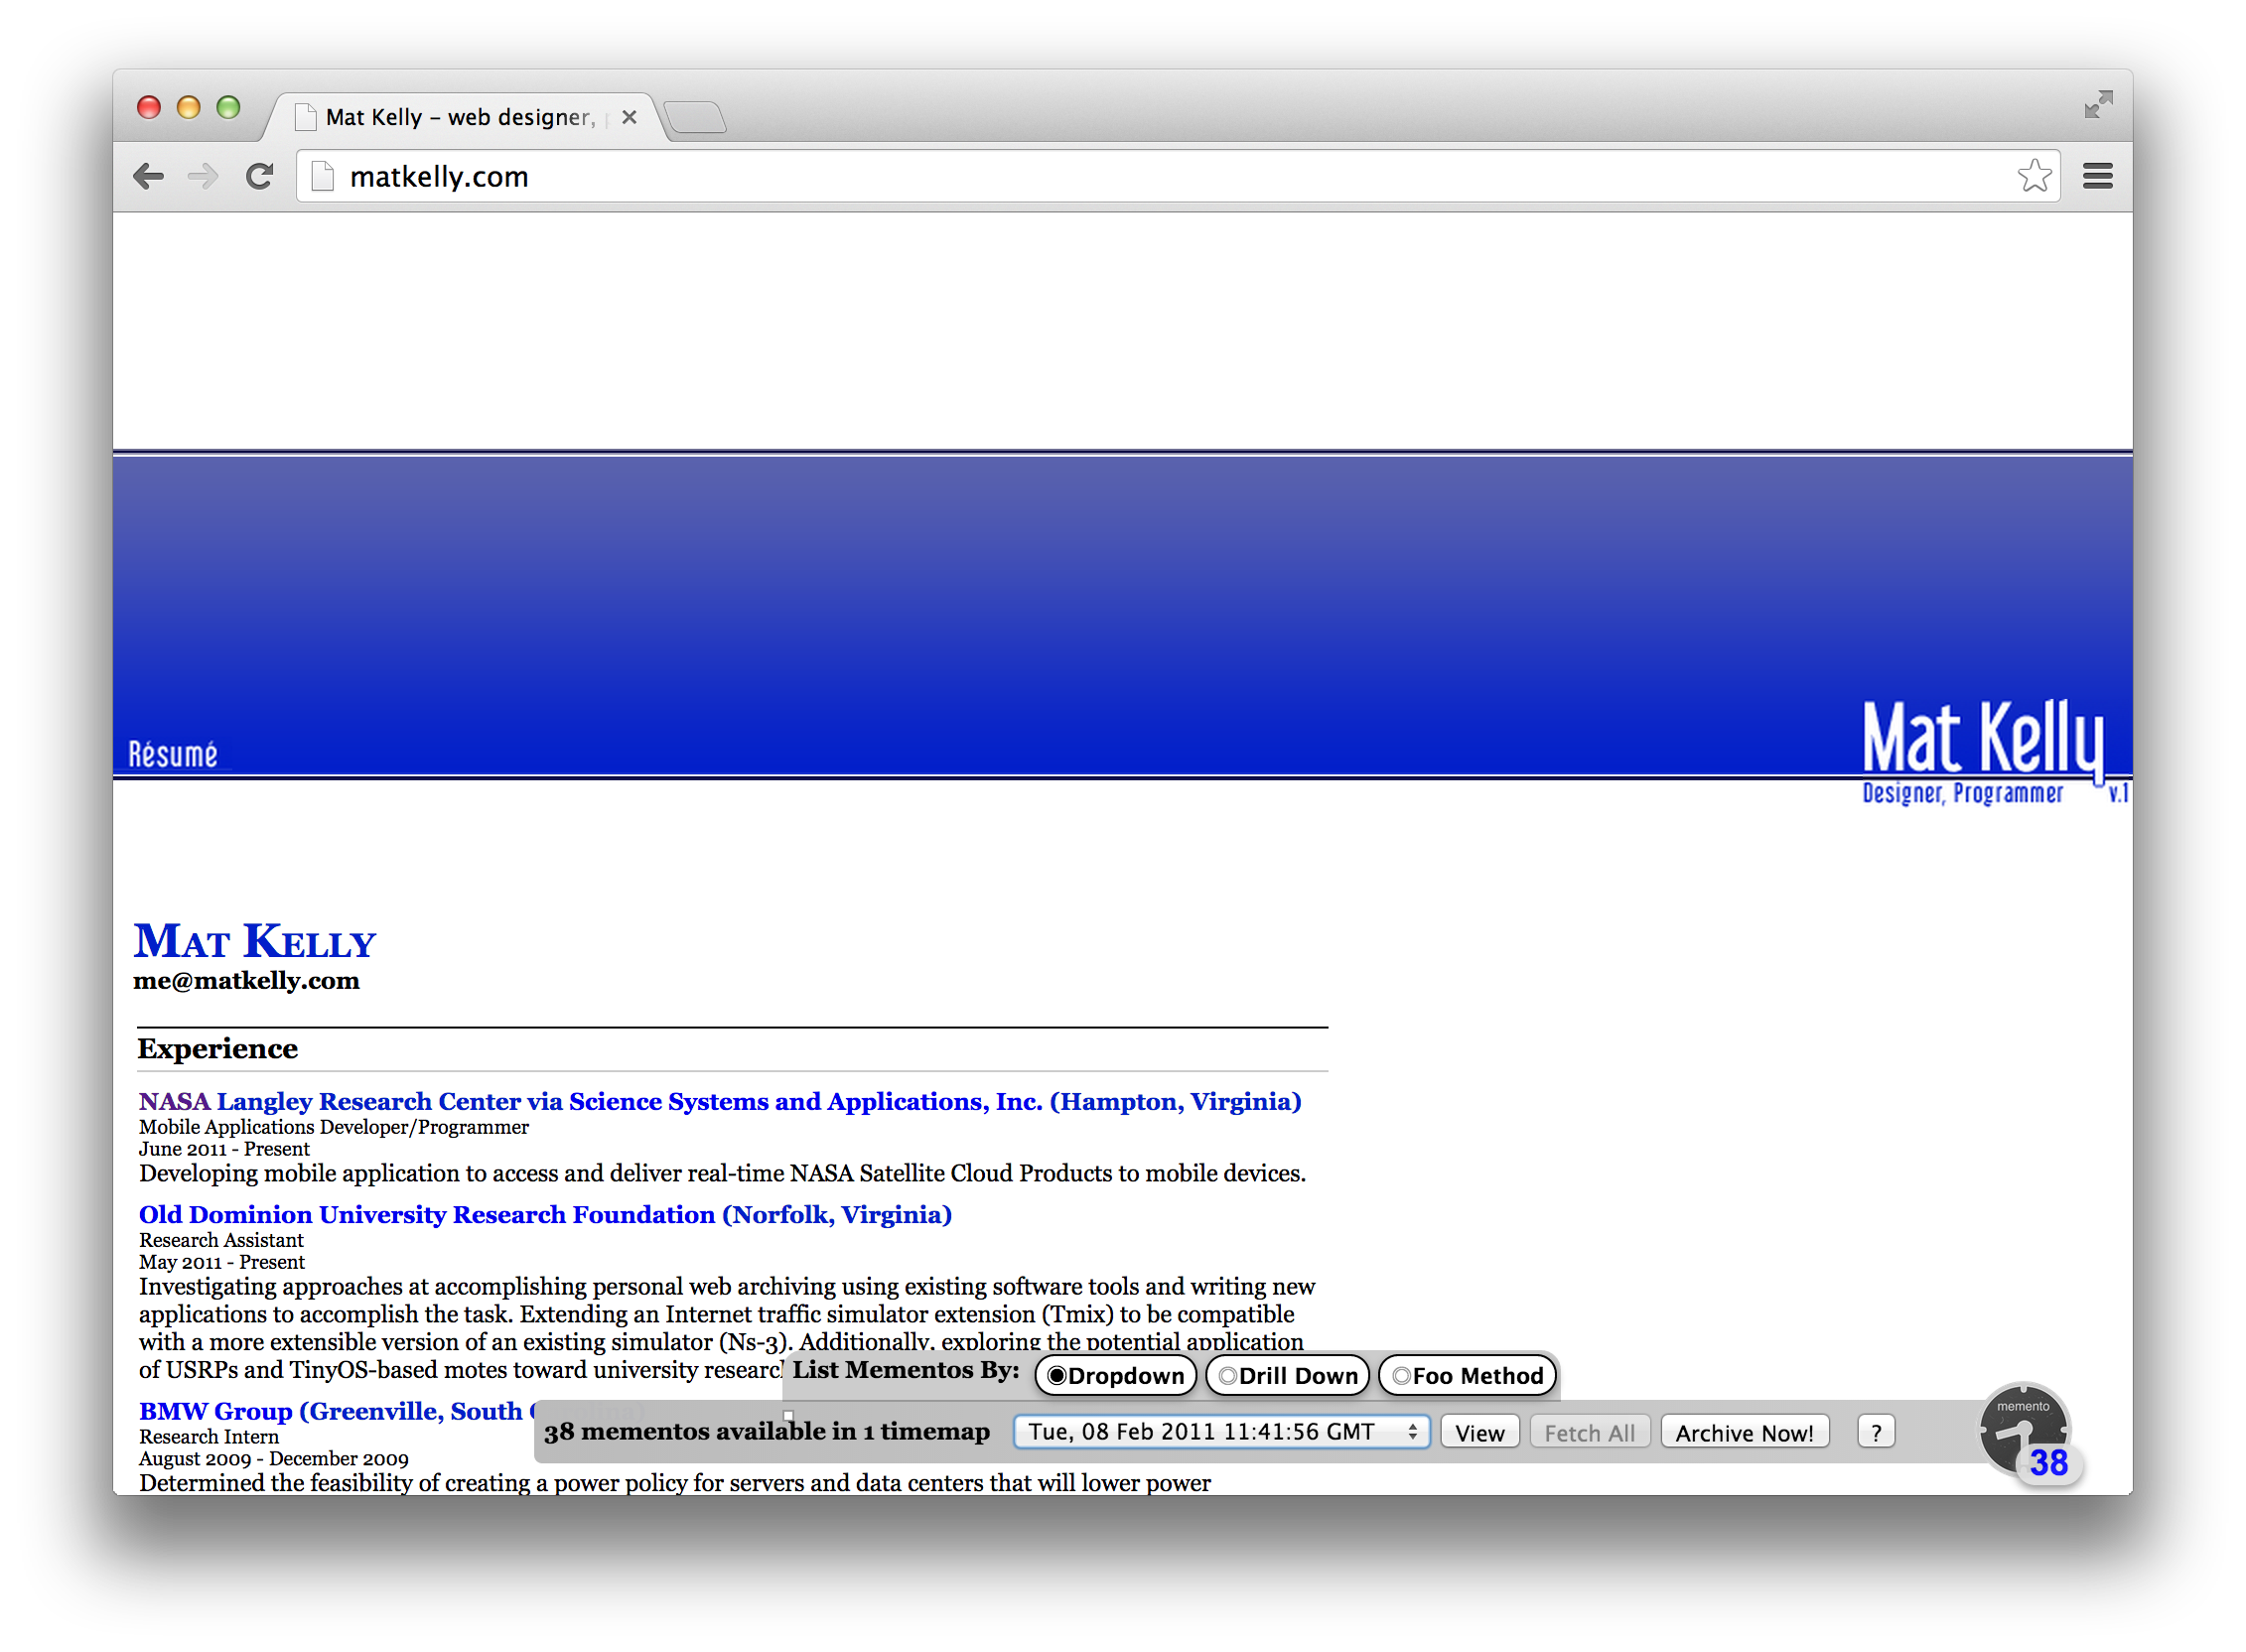 Mat Kelly – web designer,
matkelly.com
Résumé
Mat Kelly
Designer, Programmer v.1
Mat Kelly
me@matkelly.com
Experience
NASA Langley Research Center via Science Systems and Applications, Inc. (Hampton, Virginia)
Mobile Applications Developer/Programmer
June 2011 - Present
Developing mobile application to access and deliver real-time NASA Satellite Cloud Products to mobile devices.
Old Dominion University Research Foundation (Norfolk, Virginia)
Research Assistant
May 2011 - Present
Investigating approaches at accomplishing personal web archiving using existing software tools and writing new
applications to accomplish the task. Extending an Internet traffic simulator extension (Tmix) to be compatible
with a more extensible version of an existing simulator (Ns-3). Additionally, exploring the potential application
of USRPs and TinyOS-based motes toward university research
List Mementos By: Dropdown Drill Down Foo Method
BMW Group (Greenville, South
38 mementos available in 1 timemap Tue, 08 Feb 2011 11:41:56 GMT View Fetch All Archive Now! ?
memento
38
Research Intern
August 2009 - December 2009
Determined the feasibility of creating a power policy for servers and data centers that will lower power